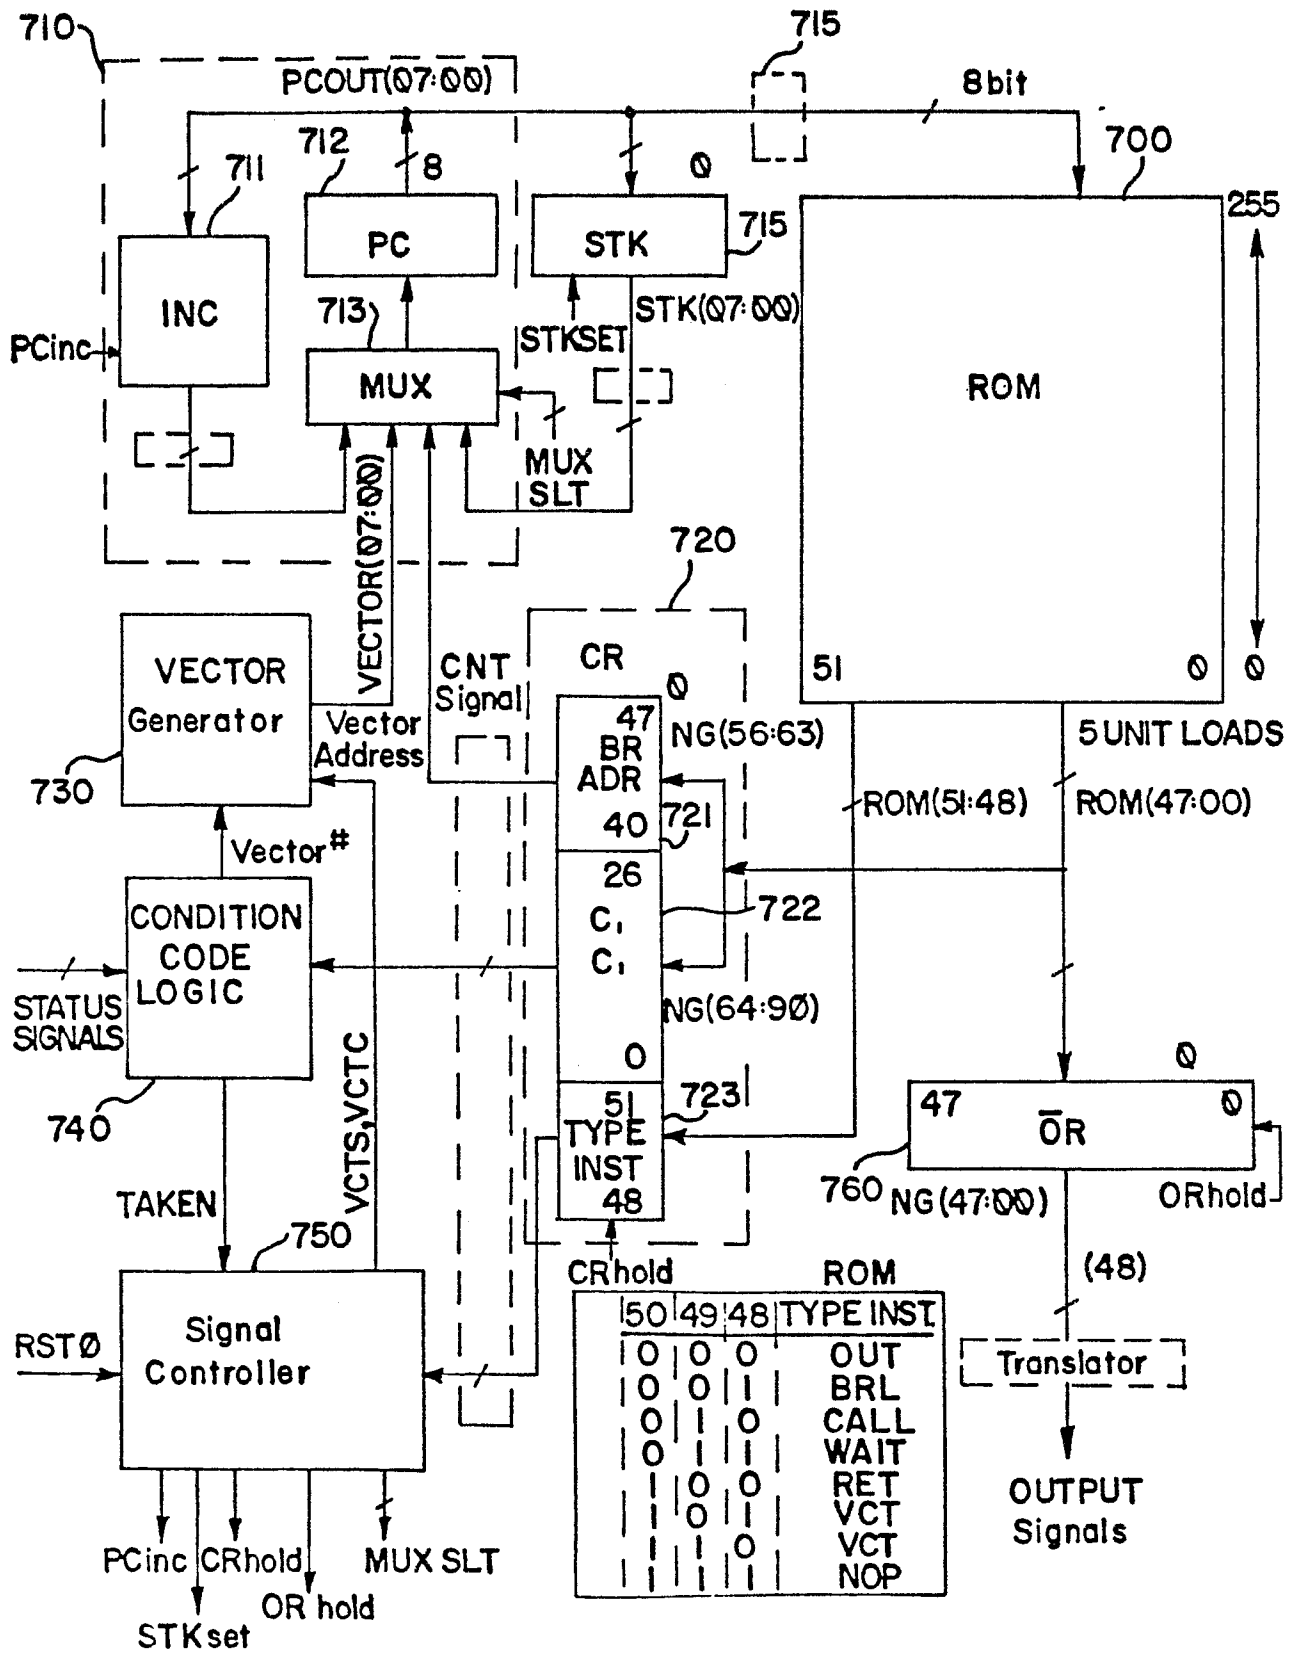 710
715
PCOUT(07:00)
8bit
712
8
0
711
700
PC
STK
715
255
INC
713
STK(07:00)
STKSET
PCinc
MUX
ROM
MUX
SLT
VECTOR(07:00)
720
VECTOR
Generator
CNT
Signal
CR
0
51
0
0
Vector
Address
47
BR
ADR
40
NG(56:63)
5 UNIT LOADS
730
721
ROM(51:48)
ROM(47:00)
Vector#
26
CONDITION
CODE
LOGIC
C1
C1
722
STATUS
SIGNALS
NG(64:90)
0
VCTS,VCTC
740
51
TYPE
INST
48
723
0
47
0
OR
760
NG(47:00)
ORhold
TAKEN
750
CRhold
(48)
Signal
Controller
RST0
Translator
ROM
50 49 48 TYPE INST.
0 0 0 OUT
0 0 1 BRL
0 1 0 CALL
0 1 1 WAIT
1 0 0 RET
1 0 1 VCT
1 1 0 VCT
1 1 1 NOP
OUTPUT
Signals
PCinc
CRhold
MUX SLT
OR hold
STKset